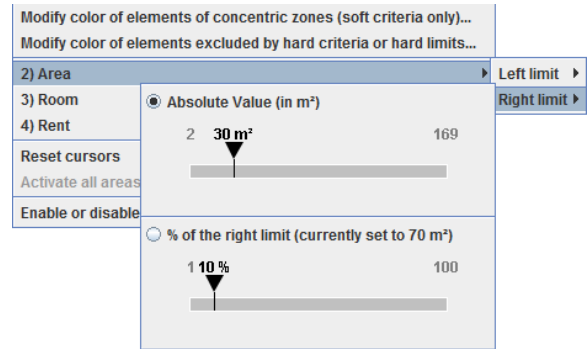 Modify color of elements of concentric zones (soft criteria only)...
Modify color of elements excluded by hard criteria or hard limits...
2) Area
Left limit
3) Room
Right limit
4) Rent
Reset cursors
Activate all areas
Enable or disable
Absolute Value (in m²)
2 30 m² 169
% of the right limit (currently set to 70 m²)
1 10 % 100